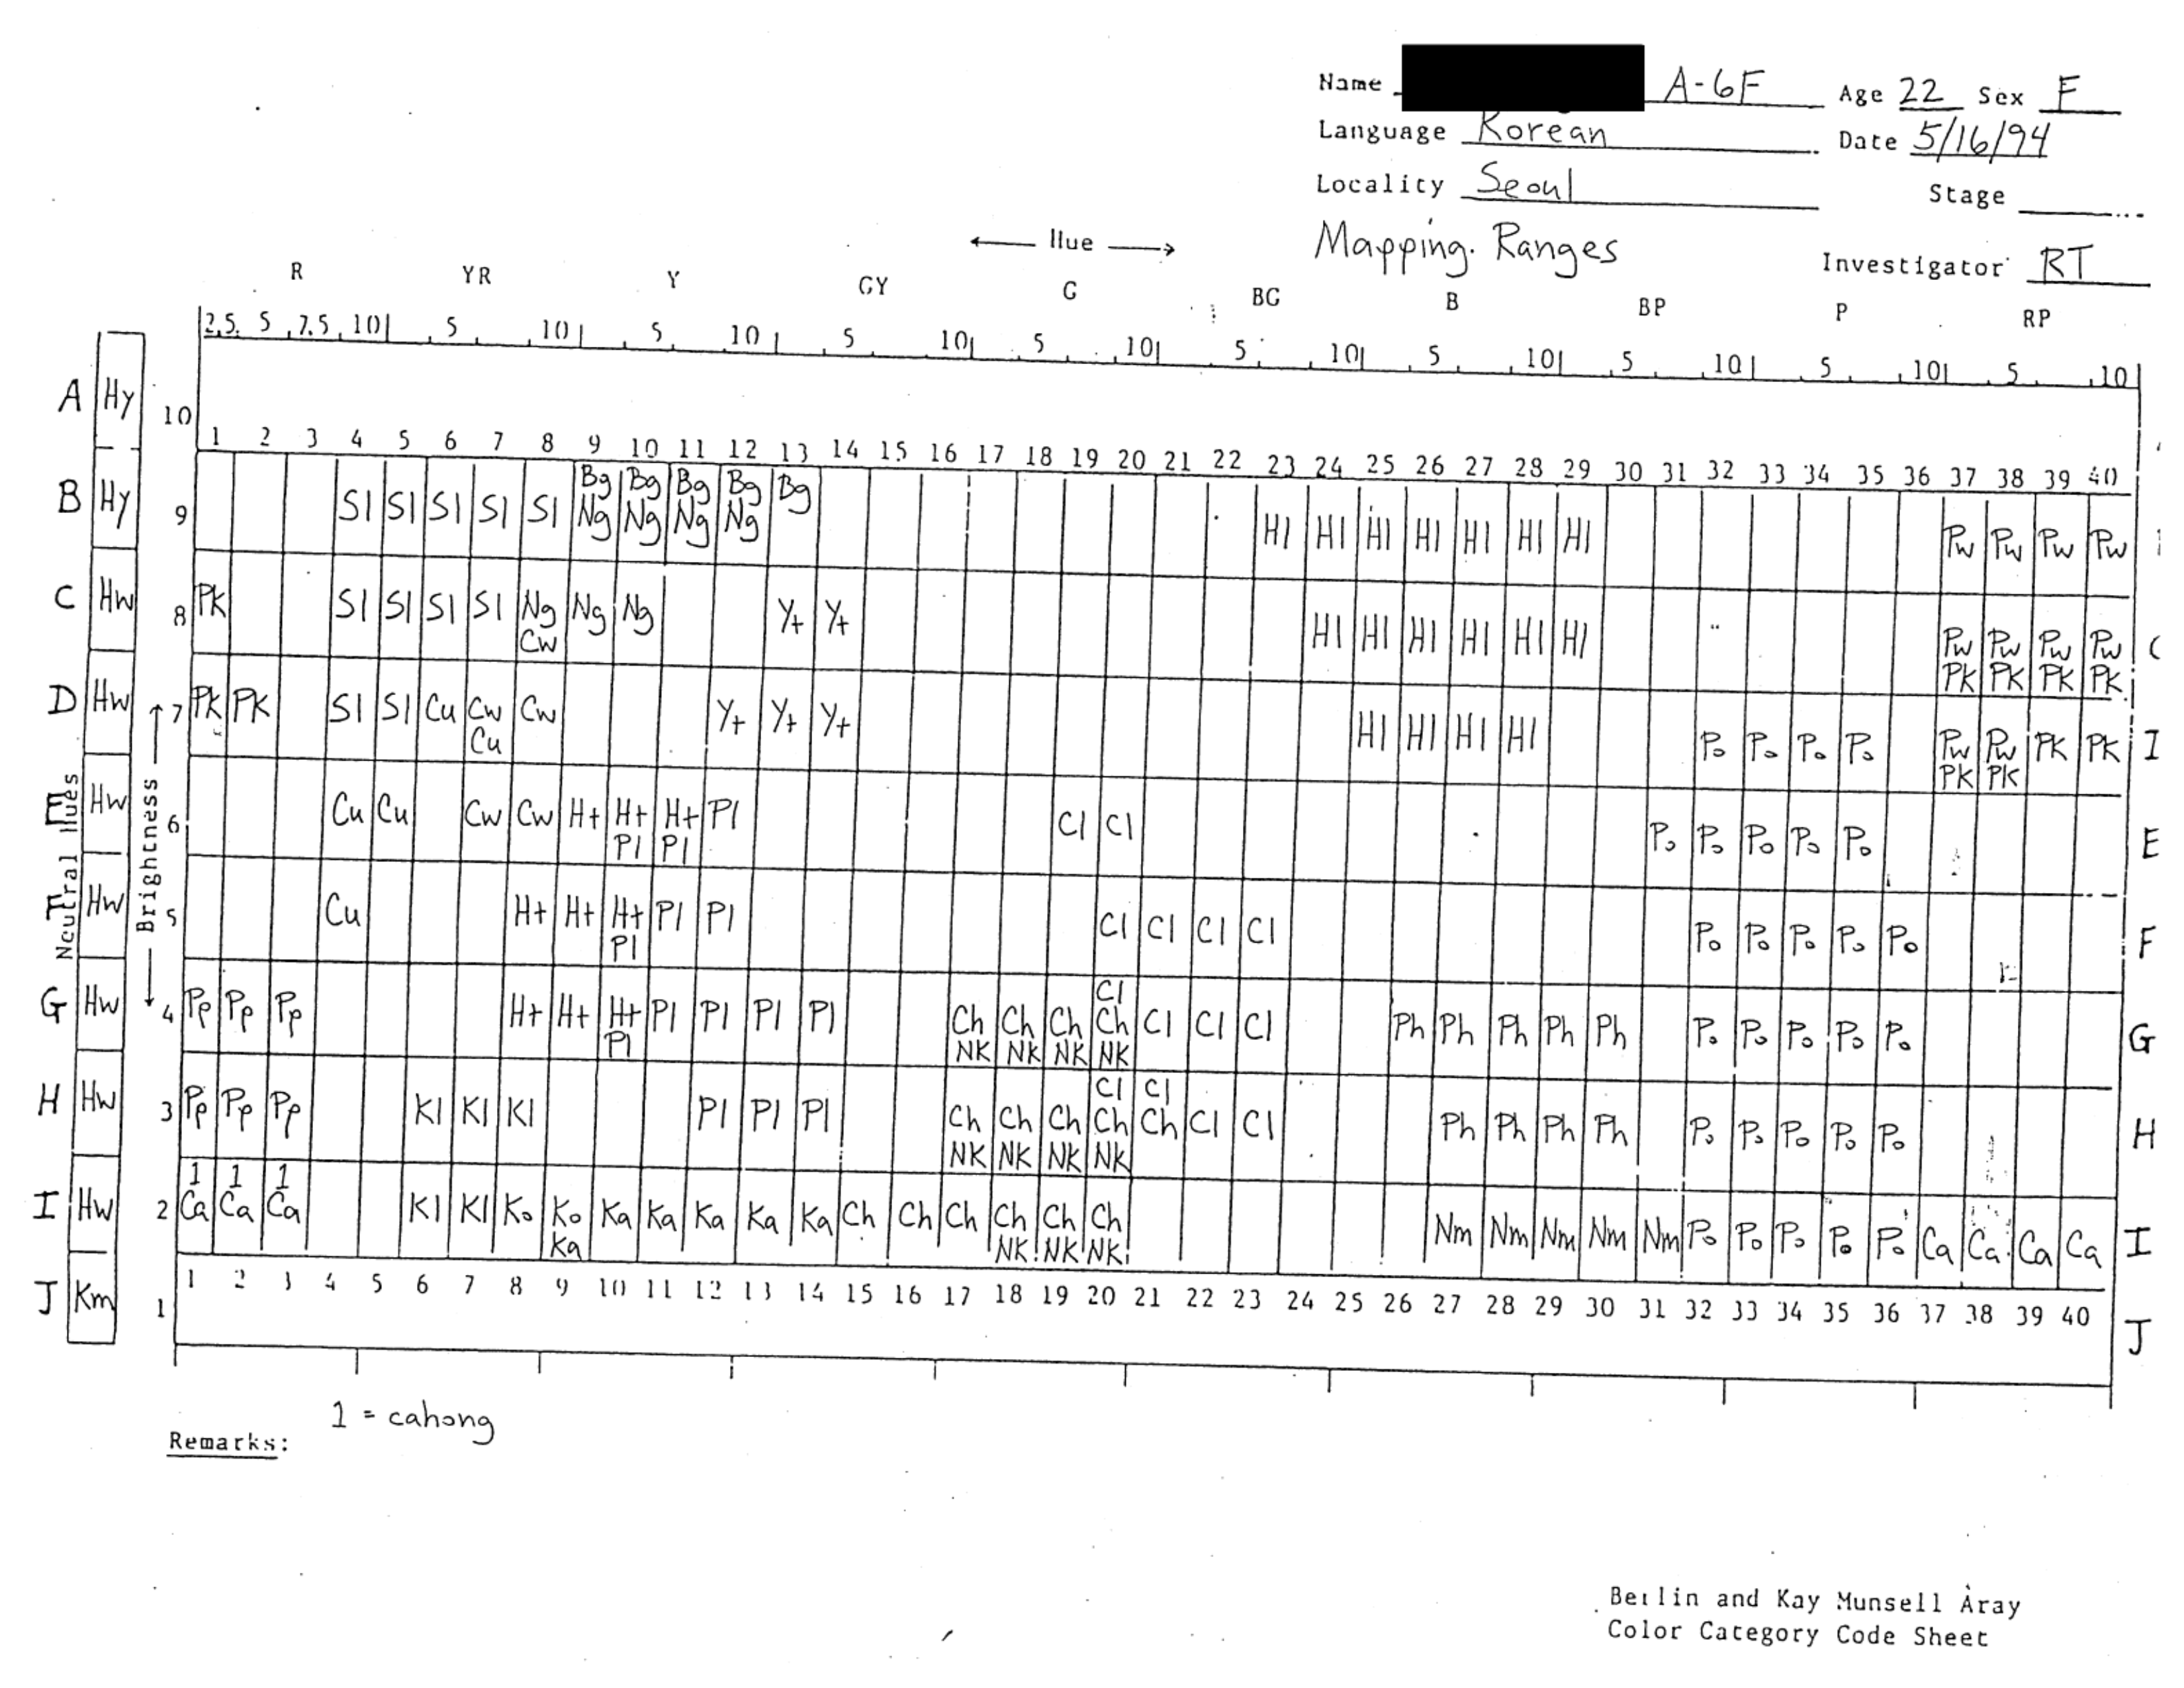 Name A-6F Age 22 Sex F
Language Korean Date 5/16/94
Locality Seoul Stage
Mapping. Ranges
Investigator RT
← Hue →
R YR Y GY G BG B BP P RP
2.5 5 7.5 10 5 10 5 10 5 10 5 10 5 10 5 10 5 10 5 10 5 10
A Hy 10
1 2 3 4 5 6 7 8 9 10 11 12 13 14 15 16 17 18 19 20 21 22 23 24 25 26 27 28 29 30 31 32 33 34 35 36 37 38 39 40
B Hy 9 Sl Sl Sl Sl Sl Bg Bg Bg Bg Bg Hl Hl Hl Hl Hl Hl Hl Pw Pw Pw Pw
Ng Ng Ng Ng
C Hw 8 PK Sl Sl Sl Sl Ng Ng Ng Y+ Y+ Hl Hl Hl Hl Hl Hl Pw Pw Pw Pw C
Cw PK PK PK PK
D Hw 7 PK PK Sl Sl Cu Cw Cw Y+ Y+ Y+ Hl Hl Hl Hl Po Po Po Po Pw Pw PK PK I
Cu PK PK
E Hw 6 Cu Cu Cw Cw H+ H+ H+ Pl Cl Cl Po Po Po Po Po E
Pl Pl
F Hw 5 Cu H+ H+ H+ Pl Pl Cl Cl Cl Cl Po Po Po Po Po F
Pl
Cl
G Hw 4 Pp Pp Pp H+ H+ H+ Pl Pl Pl Pl Ch Ch Ch Ch Cl Cl Cl Ph Ph Ph Ph Ph Po Po Po Po Po G
Pl NK NK NK NK
Cl Cl
H Hw 3 Pp Pp Pp Kl Kl Kl Pl Pl Pl Ch Ch Ch Ch Ch Cl Cl Ph Ph Ph Ph Po Po Po Po Po H
NK NK NK NK
1 1 1
I Hw 2 Ca Ca Ca Kl Kl Ko Ko Ka Ka Ka Ka Ka Ch Ch Ch Ch Ch Ch Nm Nm Nm Nm Nm Po Po Po Po Po Ca Ca Ca Ca I
Ka NK NK NK
J Km 1
1 2 3 4 5 6 7 8 9 10 11 12 13 14 15 16 17 18 19 20 21 22 23 24 25 26 27 28 29 30 31 32 33 34 35 36 37 38 39 40
J
Neutral Hues
← Brightness →
1 = cahong
Remarks:
Berlin and Kay Munsell Aray
Color Category Code Sheet